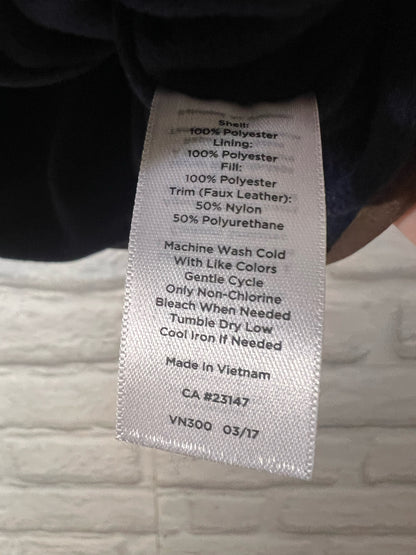 Shell:
100% Polyester
Lining:
100% Polyester
Fill:
100% Polyester
Trim (Faux Leather):
50% Nylon
50% Polyurethane
Machine Wash Cold
With Like Colors
Gentle Cycle
Only Non-Chlorine
Bleach When Needed
Tumble Dry Low
Cool Iron If Needed
Made in Vietnam
CA #23147
VN300 03/17